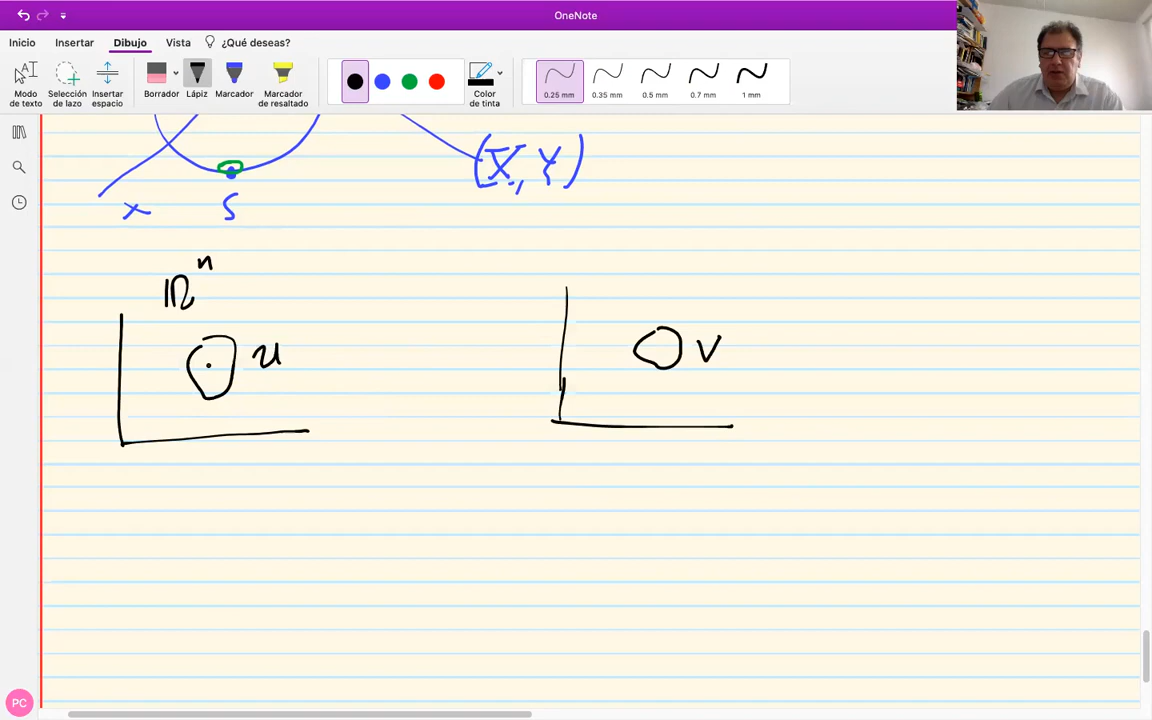 OneNote
Inicio Insertar Dibujo Vista ¿Qué deseas?
Modo de texto
Selección de lazo
Insertar espacio
Borrador
Lápiz
Marcador
Marcador de resaltado
Color de tinta
0.25 mm 0.35 mm 0.5 mm 0.7 mm 1 mm
(X, Y)
x S
ℝⁿ
U V
PC